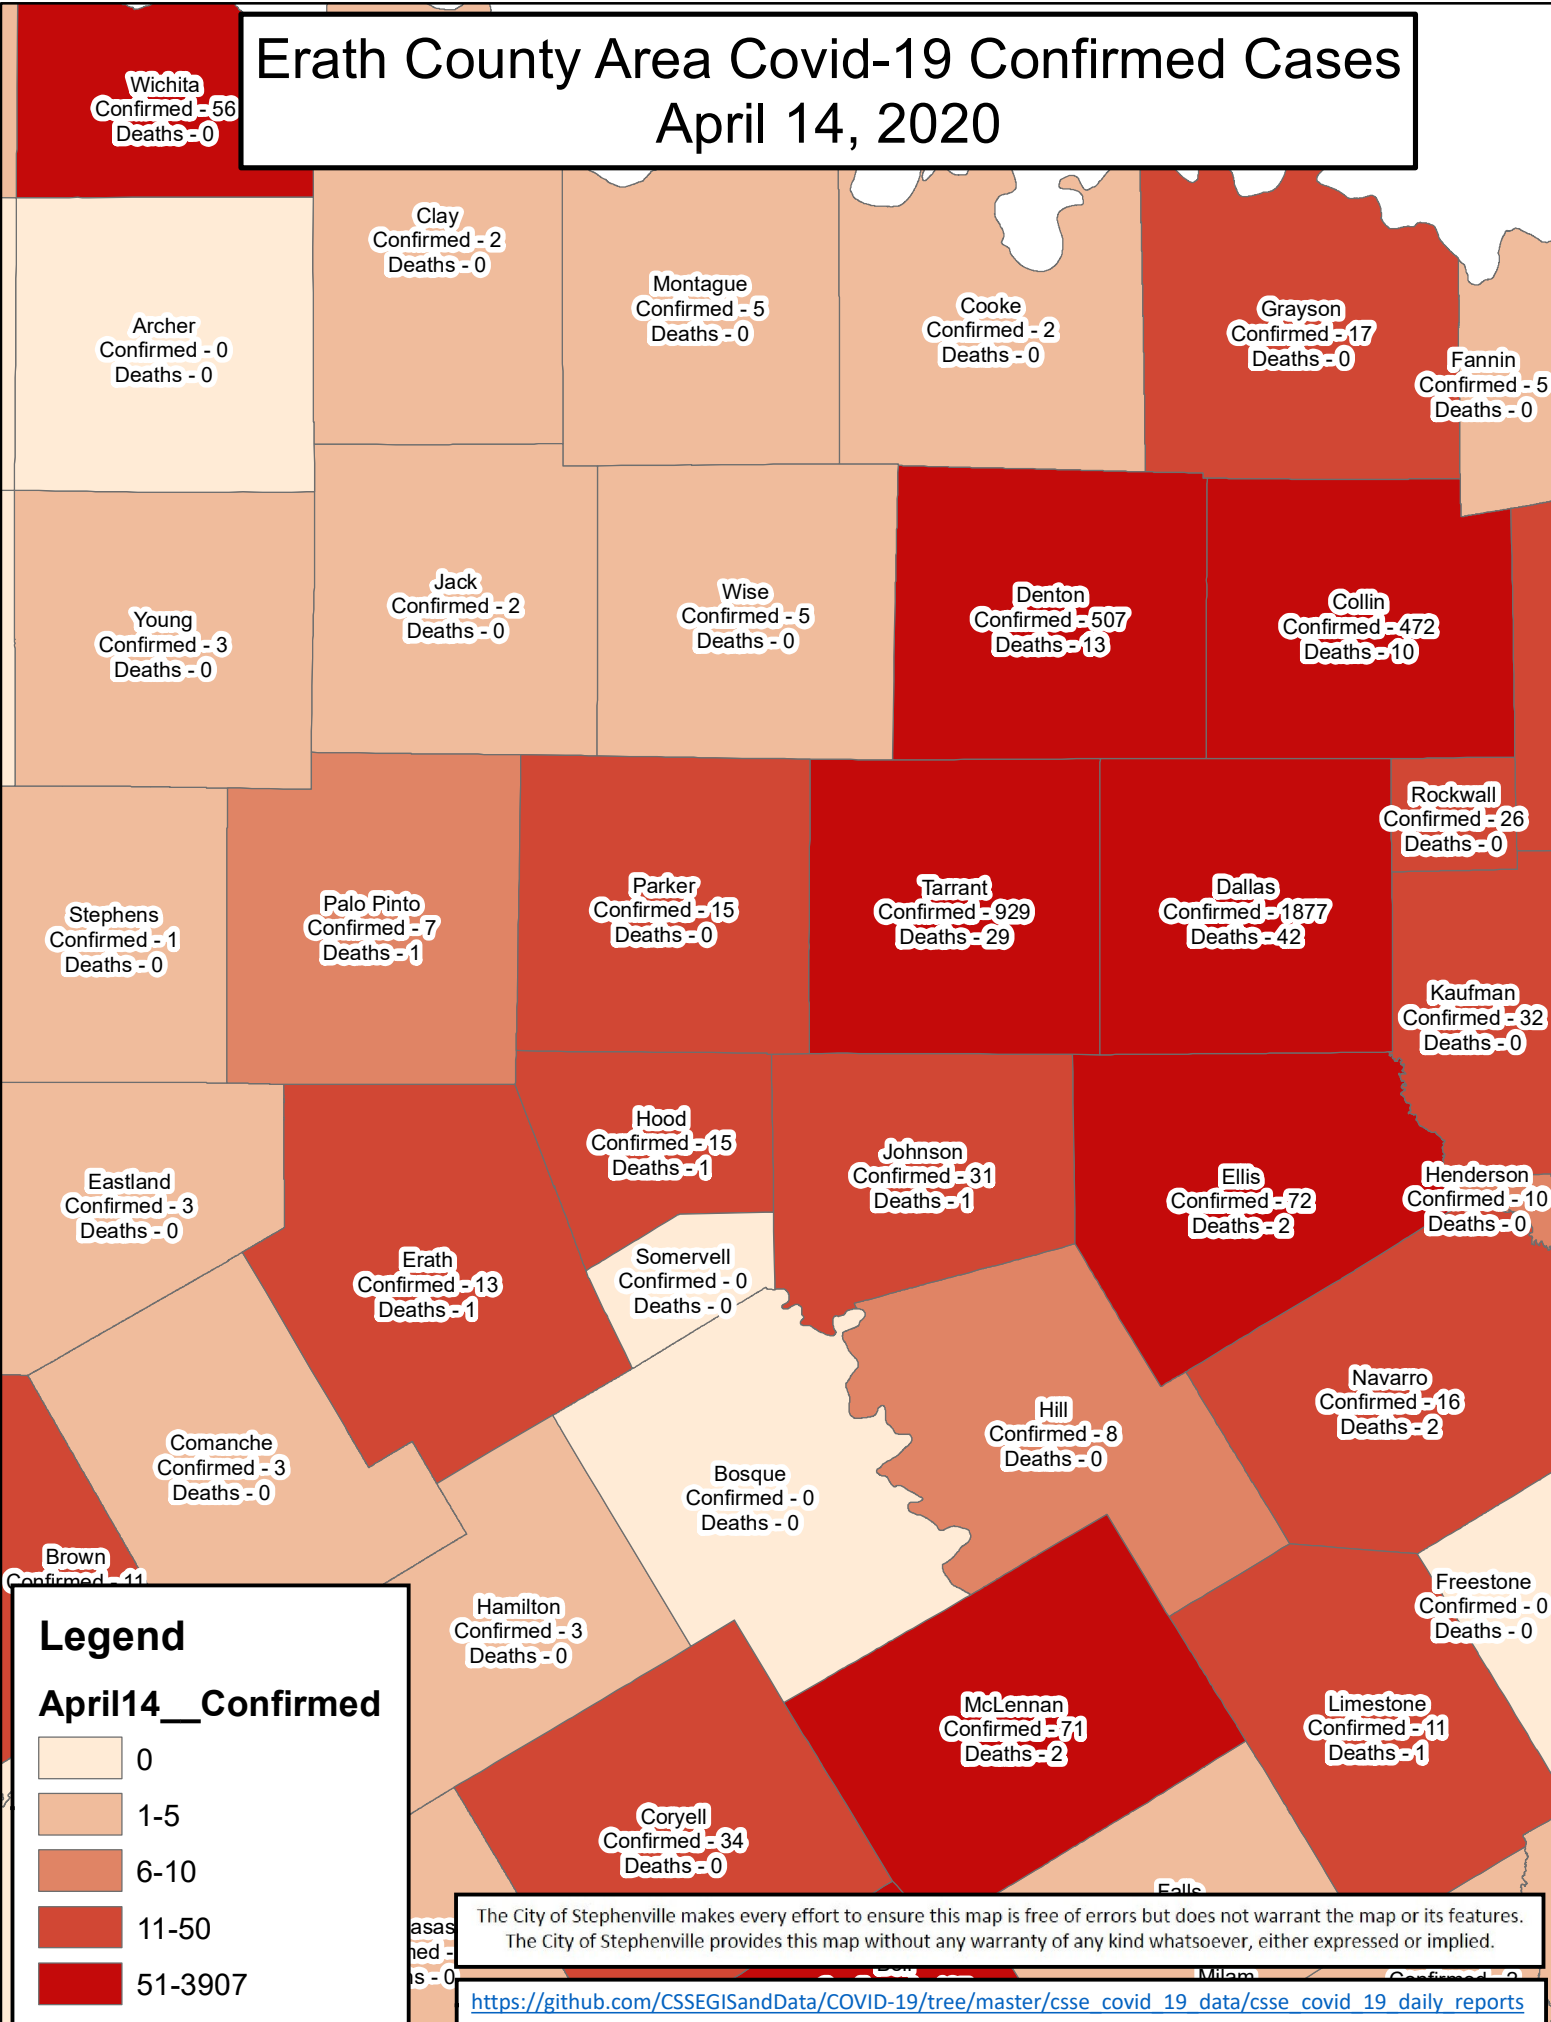 Erath County Area Covid-19 Confirmed Cases
April 14, 2020
Wichita
Confirmed - 56
Deaths - 0
Clay
Confirmed - 2
Deaths - 0
Montague
Confirmed - 5
Deaths - 0
Cooke
Confirmed - 2
Deaths - 0
Grayson
Confirmed - 17
Deaths - 0
Fannin
Confirmed - 5
Deaths - 0
Archer
Confirmed - 0
Deaths - 0
Young
Confirmed - 3
Deaths - 0
Jack
Confirmed - 2
Deaths - 0
Wise
Confirmed - 5
Deaths - 0
Denton
Confirmed - 507
Deaths - 13
Collin
Confirmed - 472
Deaths - 10
Rockwall
Confirmed - 26
Deaths - 0
Stephens
Confirmed - 1
Deaths - 0
Palo Pinto
Confirmed - 7
Deaths - 1
Parker
Confirmed - 15
Deaths - 0
Tarrant
Confirmed - 929
Deaths - 29
Dallas
Confirmed - 1877
Deaths - 42
Kaufman
Confirmed - 32
Deaths - 0
Eastland
Confirmed - 3
Deaths - 0
Erath
Confirmed - 13
Deaths - 1
Hood
Confirmed - 15
Deaths - 1
Somervell
Confirmed - 0
Deaths - 0
Johnson
Confirmed - 31
Deaths - 1
Ellis
Confirmed - 72
Deaths - 2
Henderson
Confirmed - 10
Deaths - 0
Comanche
Confirmed - 3
Deaths - 0
Bosque
Confirmed - 0
Deaths - 0
Hill
Confirmed - 8
Deaths - 0
Navarro
Confirmed - 16
Deaths - 2
Brown
Confirmed - 11
Hamilton
Confirmed - 3
Deaths - 0
Freestone
Confirmed - 0
Deaths - 0
McLennan
Confirmed - 71
Deaths - 2
Limestone
Confirmed - 11
Deaths - 1
Coryell
Confirmed - 34
Deaths - 0
Falls
asas
ned -
ns - 0
Milam
Confirmed - 2
Legend
April14__Confirmed
0
1-5
6-10
11-50
51-3907
The City of Stephenville makes every effort to ensure this map is free of errors but does not warrant the map or its features.
The City of Stephenville provides this map without any warranty of any kind whatsoever, either expressed or implied.
https://github.com/CSSEGISandData/COVID-19/tree/master/csse_covid_19_data/csse_covid_19_daily_reports